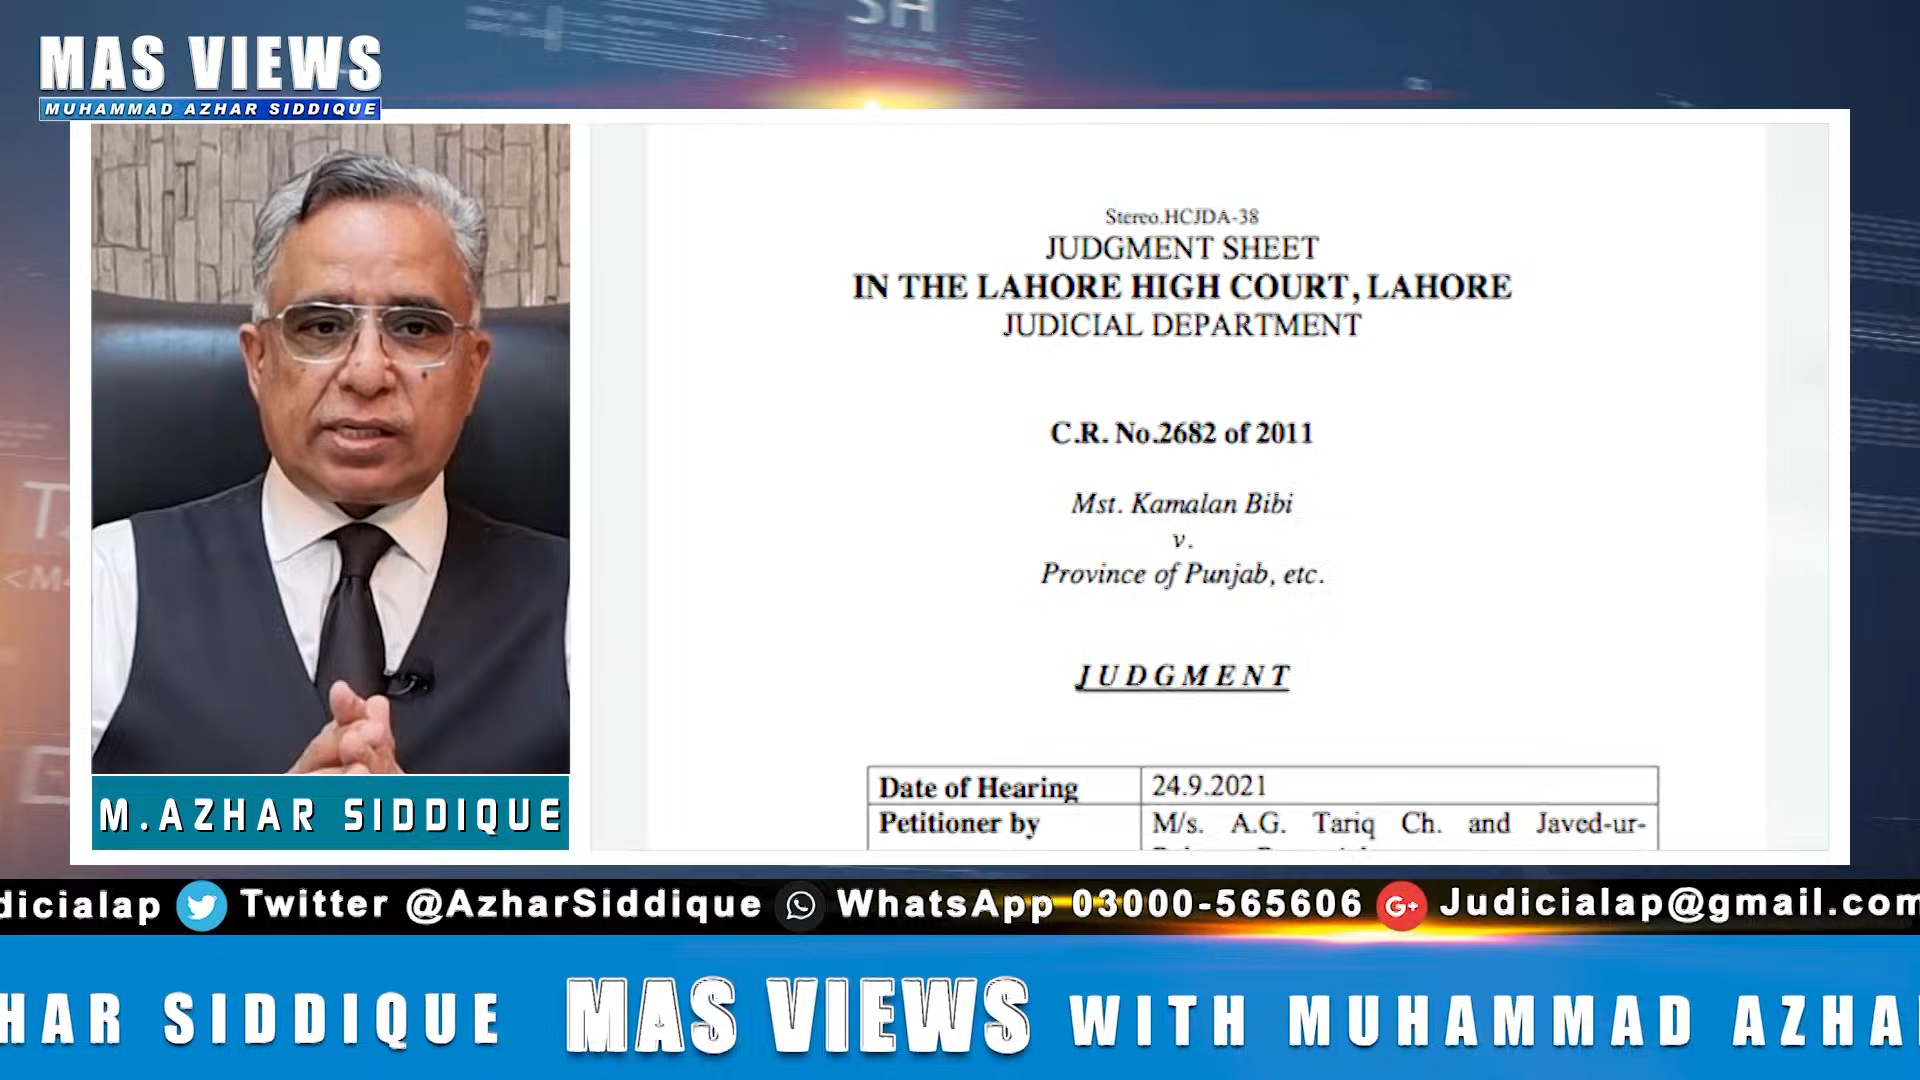 SH
MAS VIEWS
MUHAMMAD AZHAR SIDDIQUE
Stereo.HCJDA-38
JUDGMENT SHEET
IN THE LAHORE HIGH COURT, LAHORE
JUDICIAL DEPARTMENT
C.R. No.2682 of 2011
Mst. Kamalan Bibi
v.
Province of Punjab, etc.
JUDGMENT
Date of Hearing 24.9.2021
Petitioner by M/s. A.G. Tariq Ch. and Javed-ur-
M.AZHAR SIDDIQUE
dicialap Twitter @AzharSiddique WhatsApp 03000-565606 G+ Judicialap@gmail.com
HAR SIDDIQUE MAS VIEWS WITH MUHAMMAD AZHA